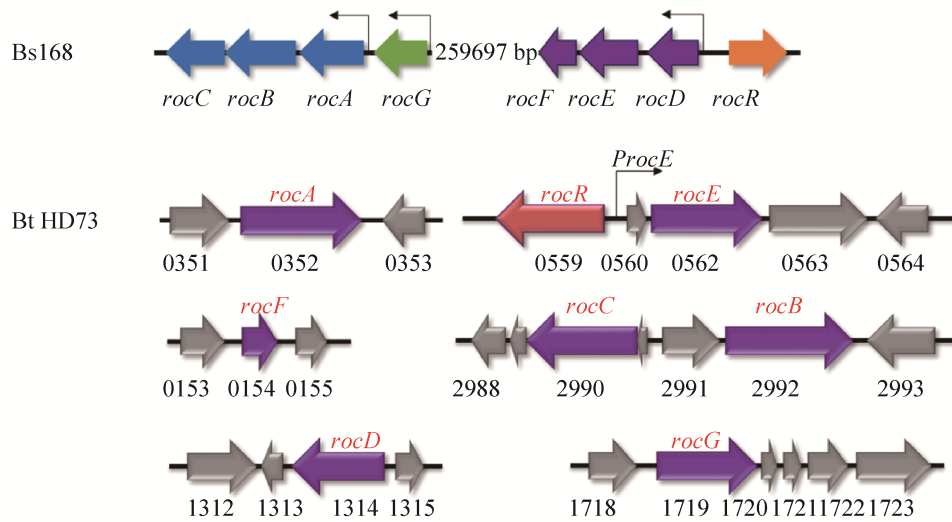 Bs168
259697 bp
rocC rocB rocA rocG rocF rocE rocD rocR
ProcE
Bt HD73
rocA rocR rocE
0351 0352 0353 0559 0560 0562 0563 0564
rocF rocC rocB
0153 0154 0155 2988 2990 2991 2992 2993
rocD rocG
1312 1313 1314 1315 1718 1719 1720 1721 1722 1723